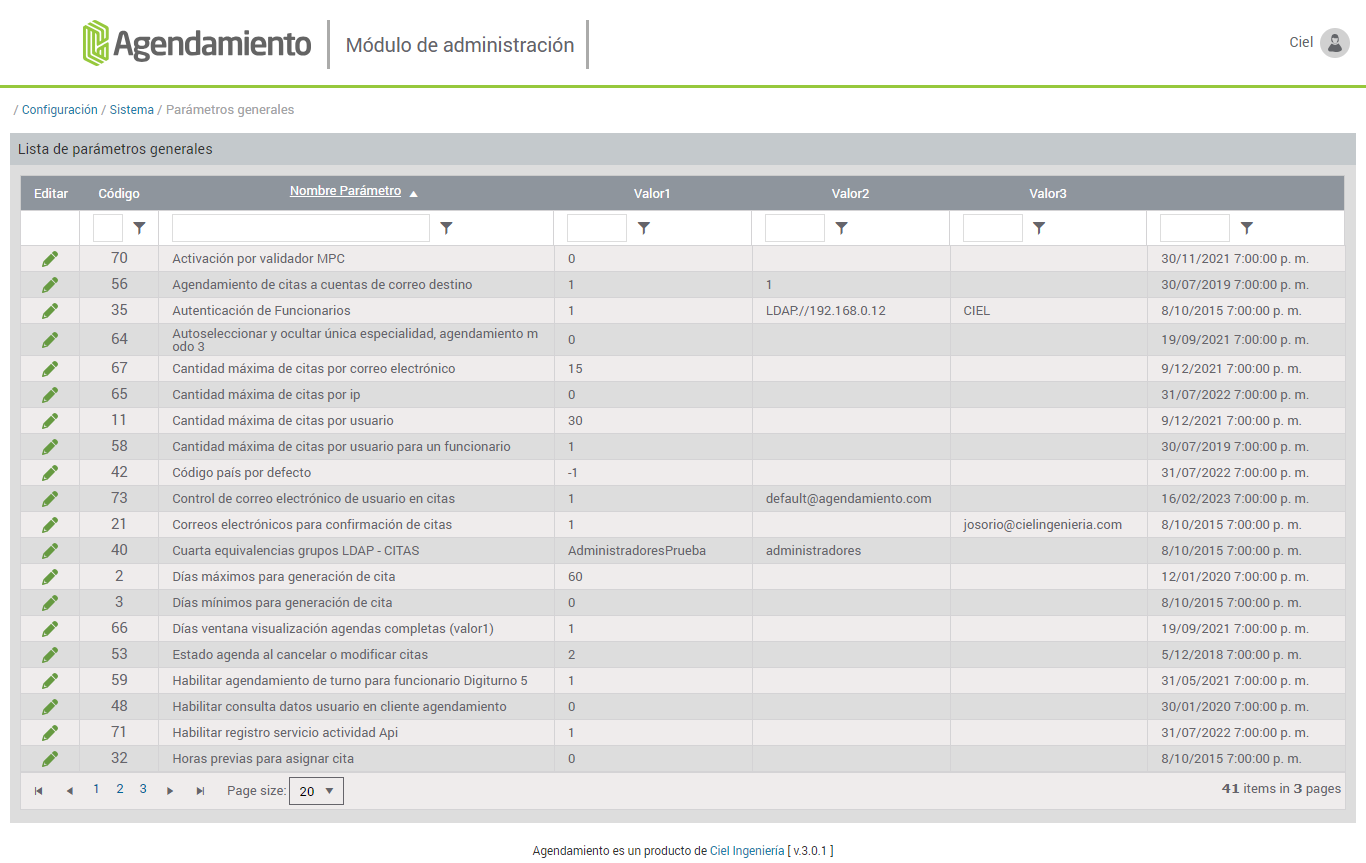 Agendamiento
Módulo de administración
Ciel
/ Configuración / Sistema / Parámetros generales
Lista de parámetros generales
Editar Código Nombre Parámetro Valor1 Valor2 Valor3
70 Activación por validador MPC 0 30/11/2021 7:00:00 p. m.
56 Agendamiento de citas a cuentas de correo destino 1 1 30/07/2019 7:00:00 p. m.
35 Autenticación de Funcionarios 1 LDAP://192.168.0.12 CIEL 8/10/2015 7:00:00 p. m.
64 Autoseleccionar y ocultar única especialidad, agendamiento m
odo 3 0 19/09/2021 7:00:00 p. m.
67 Cantidad máxima de citas por correo electrónico 15 9/12/2021 7:00:00 p. m.
65 Cantidad máxima de citas por ip 0 31/07/2022 7:00:00 p. m.
11 Cantidad máxima de citas por usuario 30 9/12/2021 7:00:00 p. m.
58 Cantidad máxima de citas por usuario para un funcionario 1 30/07/2019 7:00:00 p. m.
42 Código país por defecto -1 31/07/2022 7:00:00 p. m.
73 Control de correo electrónico de usuario en citas 1 default@agendamiento.com 16/02/2023 7:00:00 p. m.
21 Correos electrónicos para confirmación de citas 1 josorio@cielingenieria.com 8/10/2015 7:00:00 p. m.
40 Cuarta equivalencias grupos LDAP - CITAS AdministradoresPrueba administradores 8/10/2015 7:00:00 p. m.
2 Días máximos para generación de cita 60 12/01/2020 7:00:00 p. m.
3 Días mínimos para generación de cita 0 8/10/2015 7:00:00 p. m.
66 Días ventana visualización agendas completas (valor1) 1 19/09/2021 7:00:00 p. m.
53 Estado agenda al cancelar o modificar citas 2 5/12/2018 7:00:00 p. m.
59 Habilitar agendamiento de turno para funcionario Digiturno 5 1 31/05/2021 7:00:00 p. m.
48 Habilitar consulta datos usuario en cliente agendamiento 0 30/01/2020 7:00:00 p. m.
71 Habilitar registro servicio actividad Api 1 31/07/2022 7:00:00 p. m.
32 Horas previas para asignar cita 0 8/10/2015 7:00:00 p. m.
1 2 3 Page size: 20 41 items in 3 pages
Agendamiento es un producto de Ciel Ingeniería [ v.3.0.1 ]